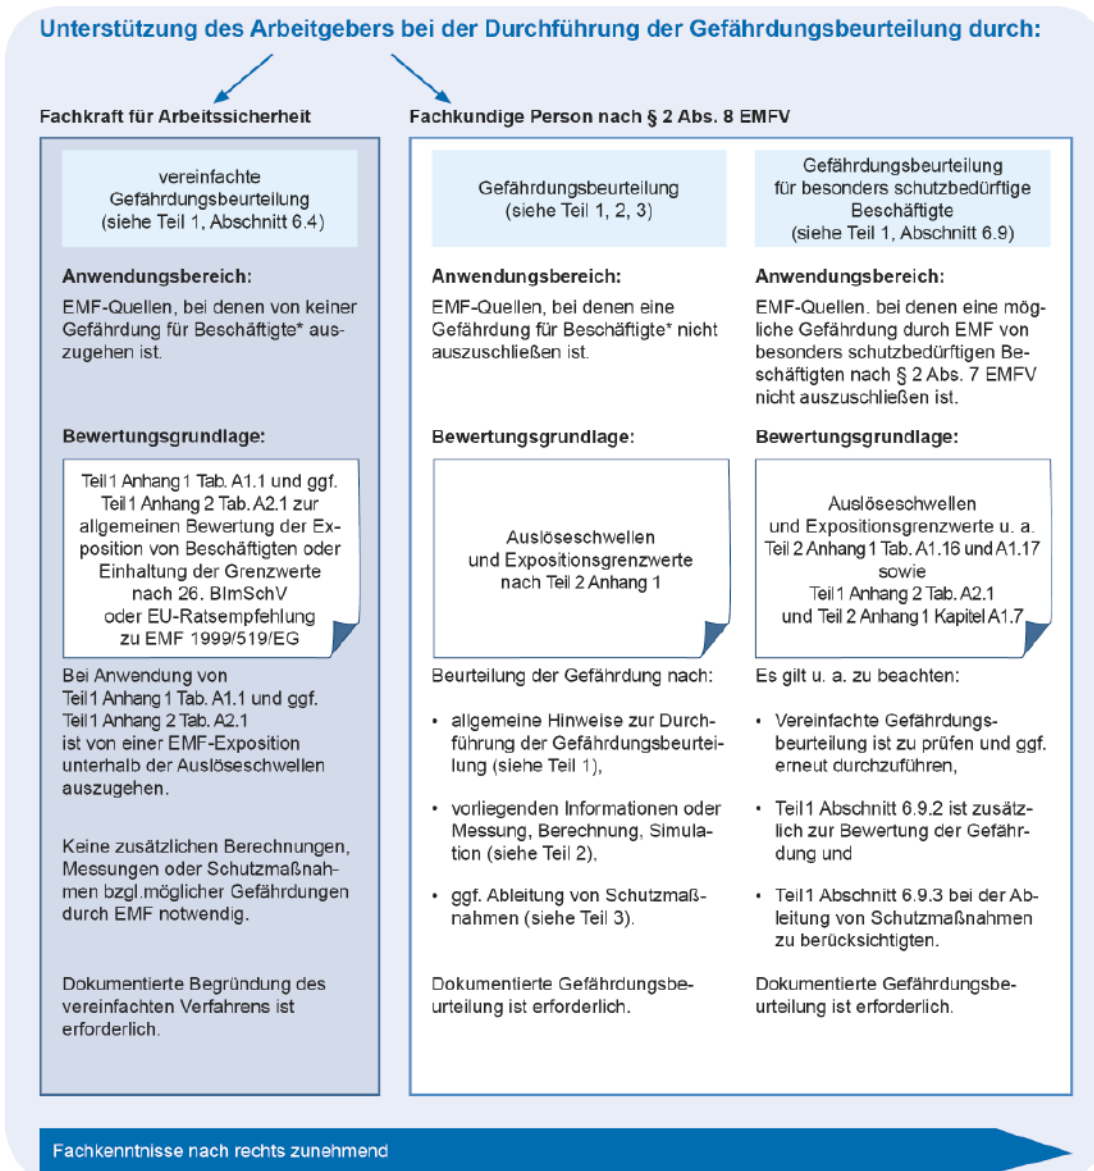 Unterstützung des Arbeitgebers bei der Durchführung der Gefährdungsbeurteilung durch:
Fachkraft für Arbeitssicherheit
vereinfachte
Gefährdungsbeurteilung
(siehe Teil 1, Abschnitt 6.4)
Anwendungsbereich:
EMF-Quellen, bei denen von keiner
Gefährdung für Beschäftigte* aus-
zugehen ist.
Bewertungsgrundlage:
Teil 1 Anhang 1 Tab. A1.1 und ggf.
Teil 1 Anhang 2 Tab. A2.1 zur
allgemeinen Bewertung der Ex-
position von Beschäftigten oder
Einhaltung der Grenzwerte
nach 26. BImSchV
oder EU-Ratsempfehlung
zu EMF 1999/519/EG
Bei Anwendung von
Teil 1 Anhang 1 Tab. A1.1 und ggf.
Teil 1 Anhang 2 Tab. A2.1
ist von einer EMF-Exposition
unterhalb der Auslöseschwellen
auszugehen.
Keine zusätzlichen Berechnungen,
Messungen oder Schutzmaßnah-
men bzgl.möglicher Gefährdungen
durch EMF notwendig.
Dokumentierte Begründung des
vereinfachten Verfahrens ist
erforderlich.
Fachkundige Person nach § 2 Abs. 8 EMFV
Gefährdungsbeurteilung
(siehe Teil 1, 2, 3)
Anwendungsbereich:
EMF-Quellen, bei denen eine
Gefährdung für Beschäftigte* nicht
auszuschließen ist.
Bewertungsgrundlage:
Auslöseschwellen
und Expositionsgrenzwerte
nach Teil 2 Anhang 1
Beurteilung der Gefährdung nach:
• allgemeine Hinweise zur Durch-
führung der Gefährdungsbeurtei-
lung (siehe Teil 1),
• vorliegenden Informationen oder
Messung, Berechnung, Simula-
tion (siehe Teil 2),
• ggf. Ableitung von Schutzmaß-
nahmen (siehe Teil 3).
Dokumentierte Gefährdungsbe-
urteilung ist erforderlich.
Gefährdungsbeurteilung
für besonders schutzbedürftige
Beschäftigte
(siehe Teil 1, Abschnitt 6.9)
Anwendungsbereich:
EMF-Quellen. bei denen eine mög-
liche Gefährdung durch EMF von
besonders schutzbedürftigen Be-
schäftigten nach § 2 Abs. 7 EMFV
nicht auszuschließen ist.
Bewertungsgrundlage:
Auslöseschwellen
und Expositionsgrenzwerte u. a.
Teil 2 Anhang 1 Tab. A1.16 und A1.17
sowie
Teil 1 Anhang 2 Tab. A2.1
und Teil 2 Anhang 1 Kapitel A1.7
Es gilt u. a. zu beachten:
• Vereinfachte Gefährdungs-
beurteilung ist zu prüfen und ggf.
erneut durchzuführen,
• Teil 1 Abschnitt 6.9.2 ist zusätz-
lich zur Bewertung der Gefähr-
dung und
• Teil 1 Abschnitt 6.9.3 bei der Ab-
leitung von Schutzmaßnahmen
zu berücksichtigten.
Dokumentierte Gefährdungsbe-
urteilung ist erforderlich.
Fachkenntnisse nach rechts zunehmend